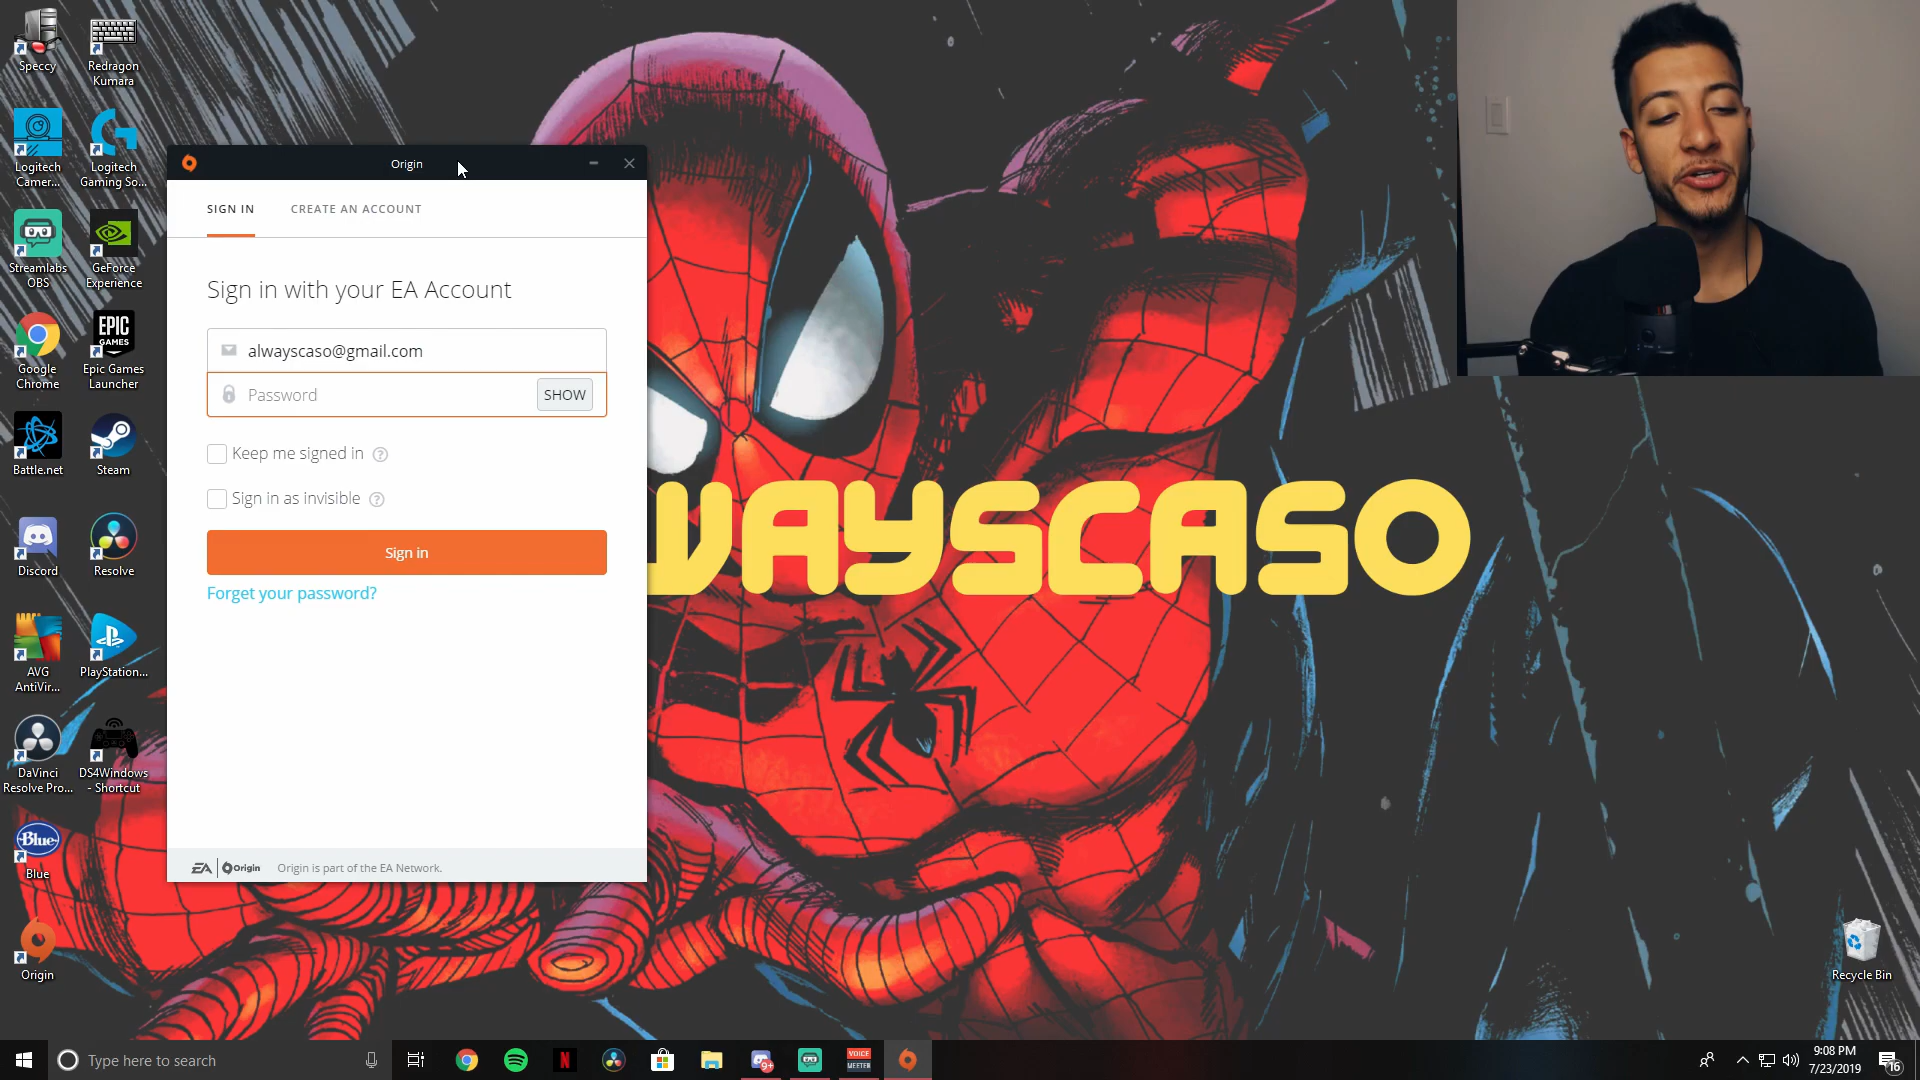 Speccy
Redragon
Kumara
Logitech
Camer...
Logitech
Gaming So...
Streamlabs
OBS
GeForce
Experience
Google
Chrome
EPIC
GAMES
Epic Games
Launcher
Battle.net
Steam
Discord
Resolve
AVG
AntiVir...
PlayStation...
DaVinci
Resolve Pro...
DS4Windows
- Shortcut
Blue
Blue
Origin
Origin
SIGN IN
CREATE AN ACCOUNT
Sign in with your EA Account
alwayscaso@gmail.com
Password
SHOW
Keep me signed in ?
Sign in as invisible ?
Sign in
Forget your password?
EA
Origin
Origin is part of the EA Network.
WAYSCASO
Recycle Bin
Type here to search
N
9+
VOICE
MEETER
9:08 PM
7/23/2019
16